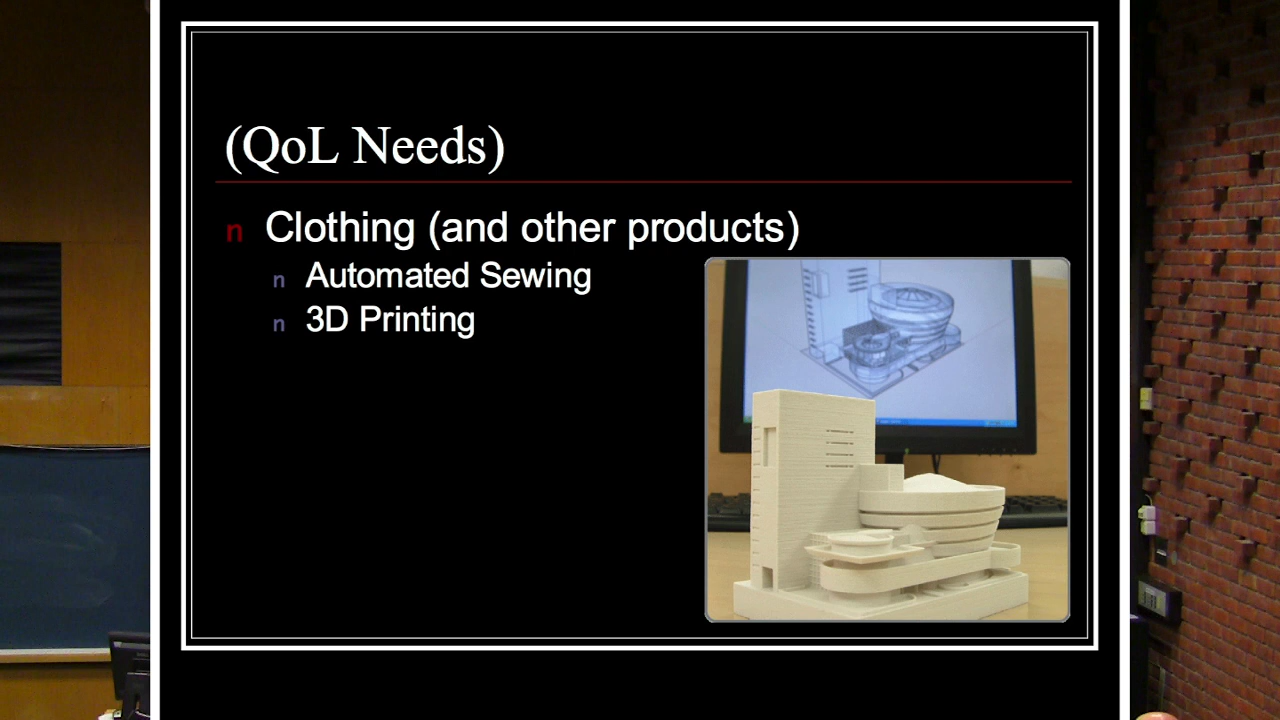 (QoL Needs)
n Clothing (and other products)
n Automated Sewing
n 3D Printing